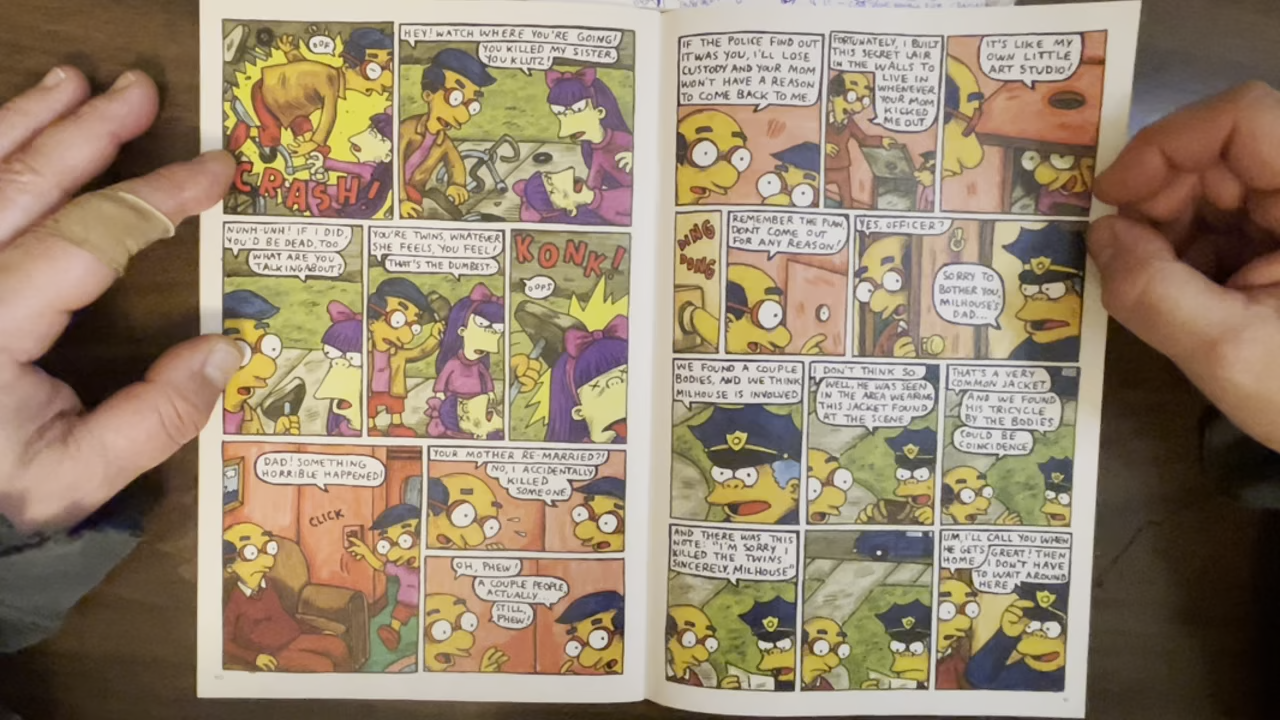 OOF
CRASH!
HEY! WATCH WHERE YOU'RE GOING!
YOU KILLED MY SISTER,
YOU KLUTZ!
NUNH-UNH! IF I DID,
YOU'D BE DEAD, TOO.
WHAT ARE YOU
TALKING ABOUT?
YOU'RE TWINS, WHATEVER
SHE FEELS, YOU FEEL!
THAT'S THE DUMBEST...
KONK!
OOPS
DAD! SOMETHING
HORRIBLE HAPPENED!
CLICK
YOUR MOTHER RE-MARRIED?!
NO, I ACCIDENTALLY
KILLED
SOMEONE.
OH, PHEW!
A COUPLE PEOPLE,
ACTUALLY...
STILL,
PHEW!
IF THE POLICE FIND OUT
IT WAS YOU, I'LL LOSE
CUSTODY AND YOUR MOM
WON'T HAVE A REASON
TO COME BACK TO ME.
FORTUNATELY, I BUILT
THIS SECRET LAIR
IN THE WALLS TO
LIVE IN
WHENEVER
YOUR MOM
KICKED
ME OUT.
IT'S LIKE MY
OWN LITTLE
ART STUDIO!
DING
DONG
REMEMBER THE PLAN,
DON'T COME OUT
FOR ANY REASON!
YES, OFFICER?
SORRY TO
BOTHER YOU,
MILHOUSE'S
DAD...
WE FOUND A COUPLE
BODIES, AND WE THINK
MILHOUSE IS INVOLVED
I DON'T THINK SO
WELL, HE WAS SEEN
IN THE AREA WEARING
THIS JACKET FOUND
AT THE SCENE
THAT'S A VERY
COMMON JACKET
AND WE FOUND
HIS TRICYCLE
BY THE BODIES
COULD BE
COINCIDENCE
AND THERE WAS THIS
NOTE: "I'M SORRY I
KILLED THE TWINS
SINCERELY, MILHOUSE"
UM, I'LL CALL YOU WHEN
HE GETS
HOME
GREAT! THEN
I DON'T HAVE
TO WAIT AROUND
HERE